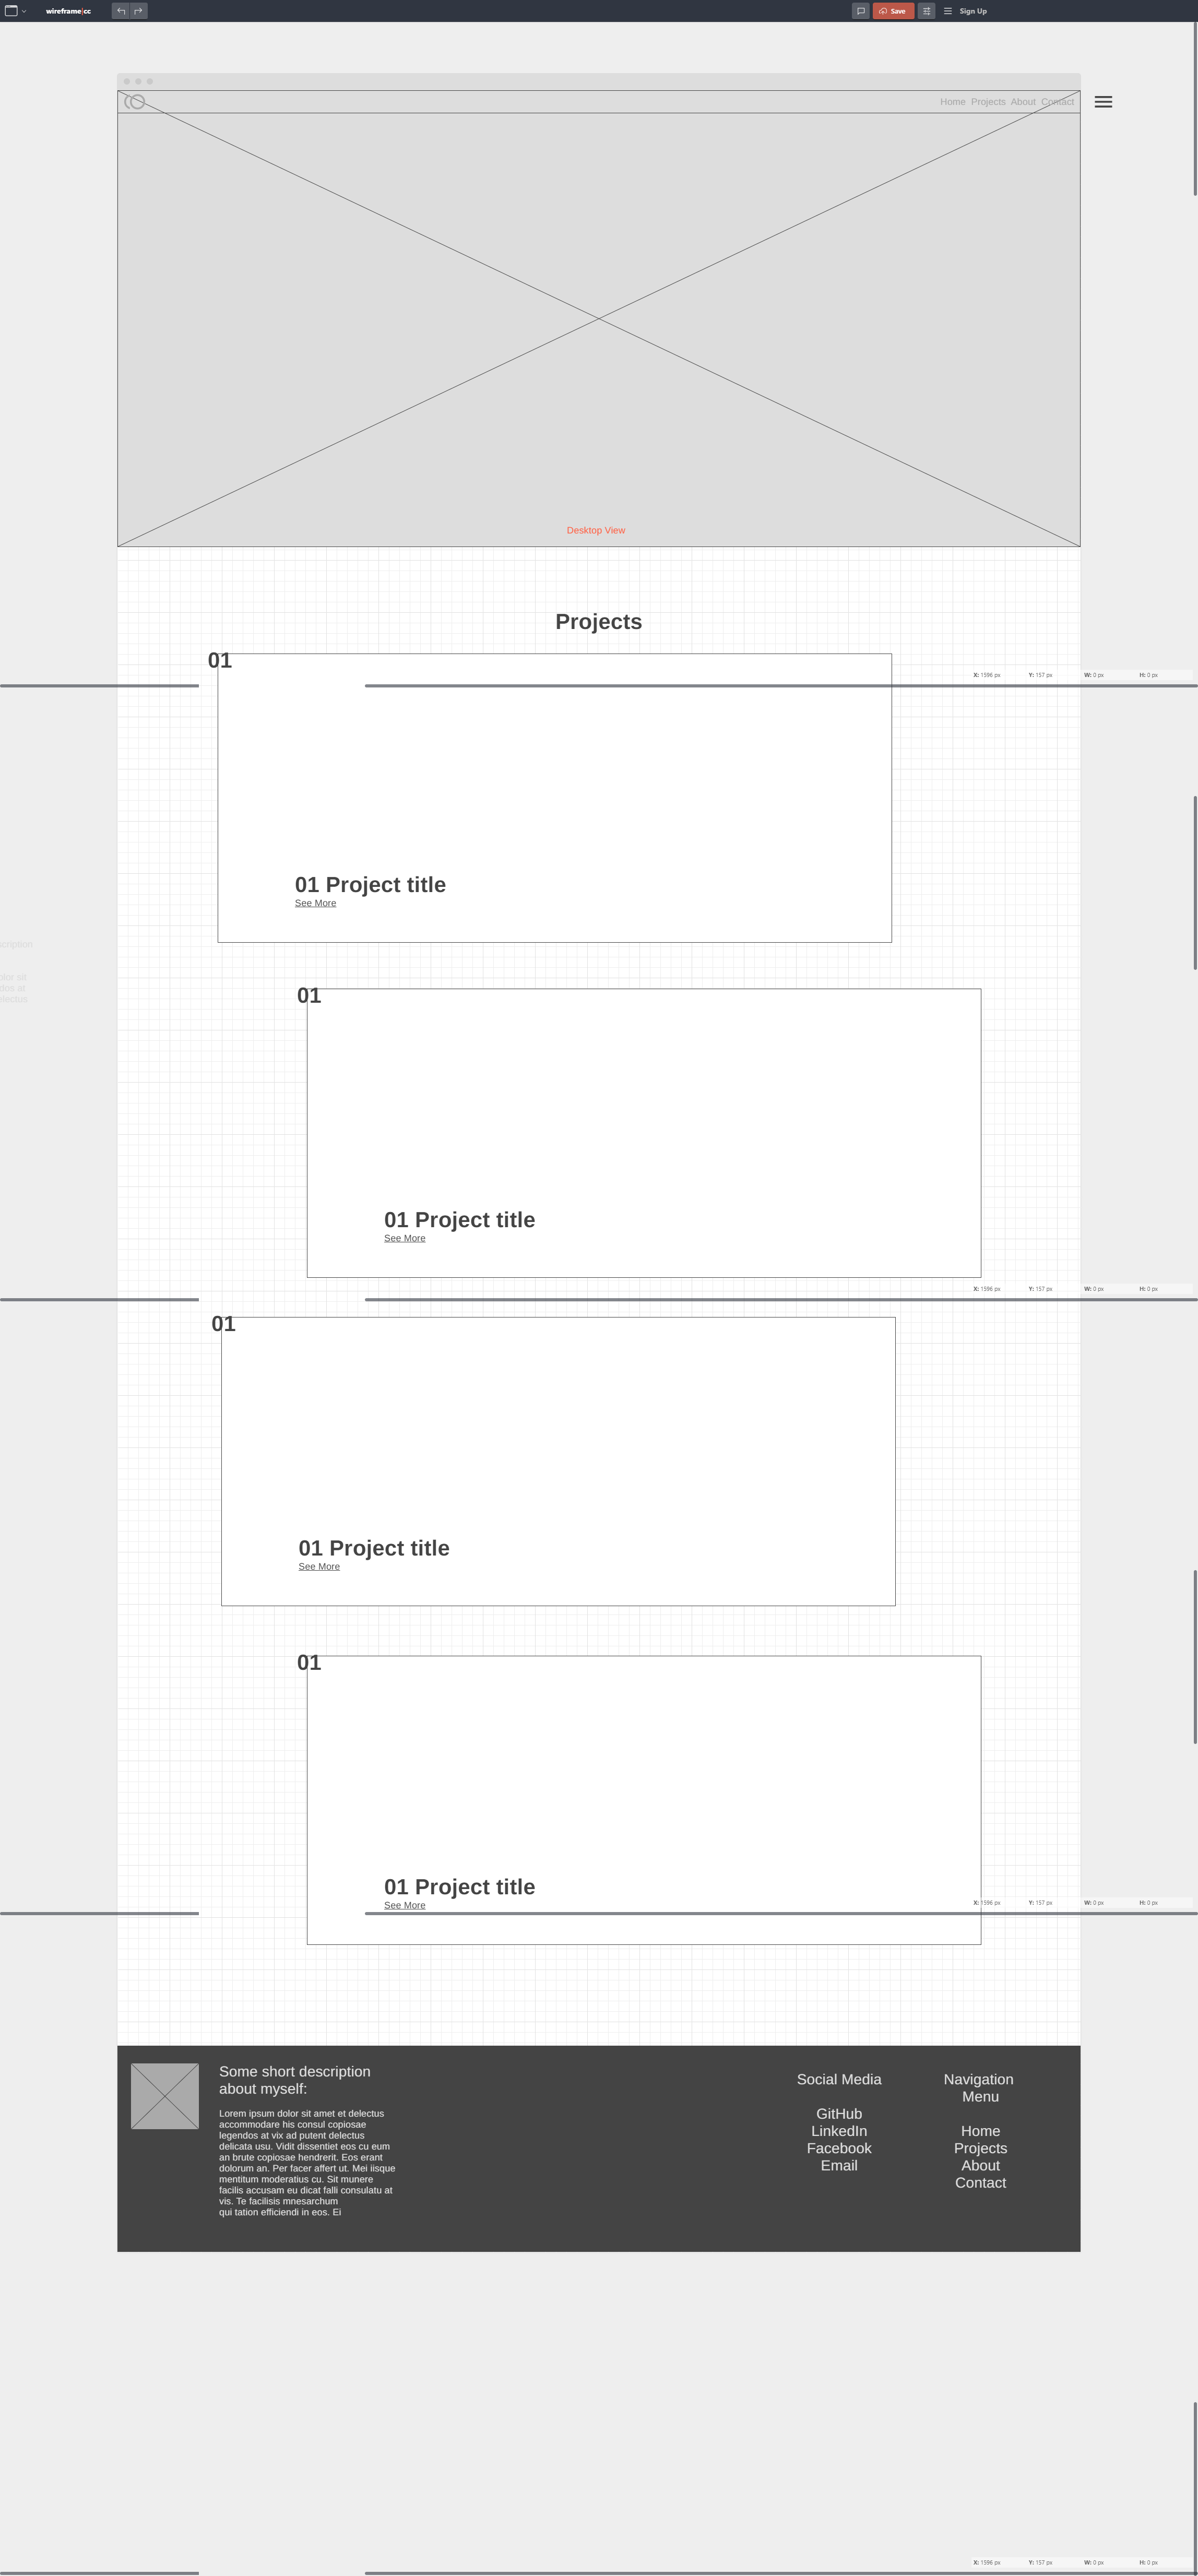 wireframe|cc
Save
Sign Up
Home Projects About Contact
Desktop View
Projects
01
X: 1596 px Y: 157 px W: 0 px H: 0 px
01 Project title
See More
01
01 Project title
See More
X: 1596 px Y: 157 px W: 0 px H: 0 px
01
01 Project title
See More
01
01 Project title
See More
X: 1596 px Y: 157 px W: 0 px H: 0 px
Some short description
about myself:
Lorem ipsum dolor sit amet et delectus
accommodare his consul copiosae
legendos at vix ad putent delectus
delicata usu. Vidit dissentiet eos cu eum
an brute copiosae hendrerit. Eos erant
dolorum an. Per facer affert ut. Mei iisque
mentitum moderatius cu. Sit munere
facilis accusam eu dicat falli consulatu at
vis. Te facilisis mnesarchum
qui tation efficiendi in eos. Ei
Social Media
GitHub
LinkedIn
Facebook
Email
Navigation
Menu
Home
Projects
About
Contact
X: 1596 px Y: 157 px W: 0 px H: 0 px